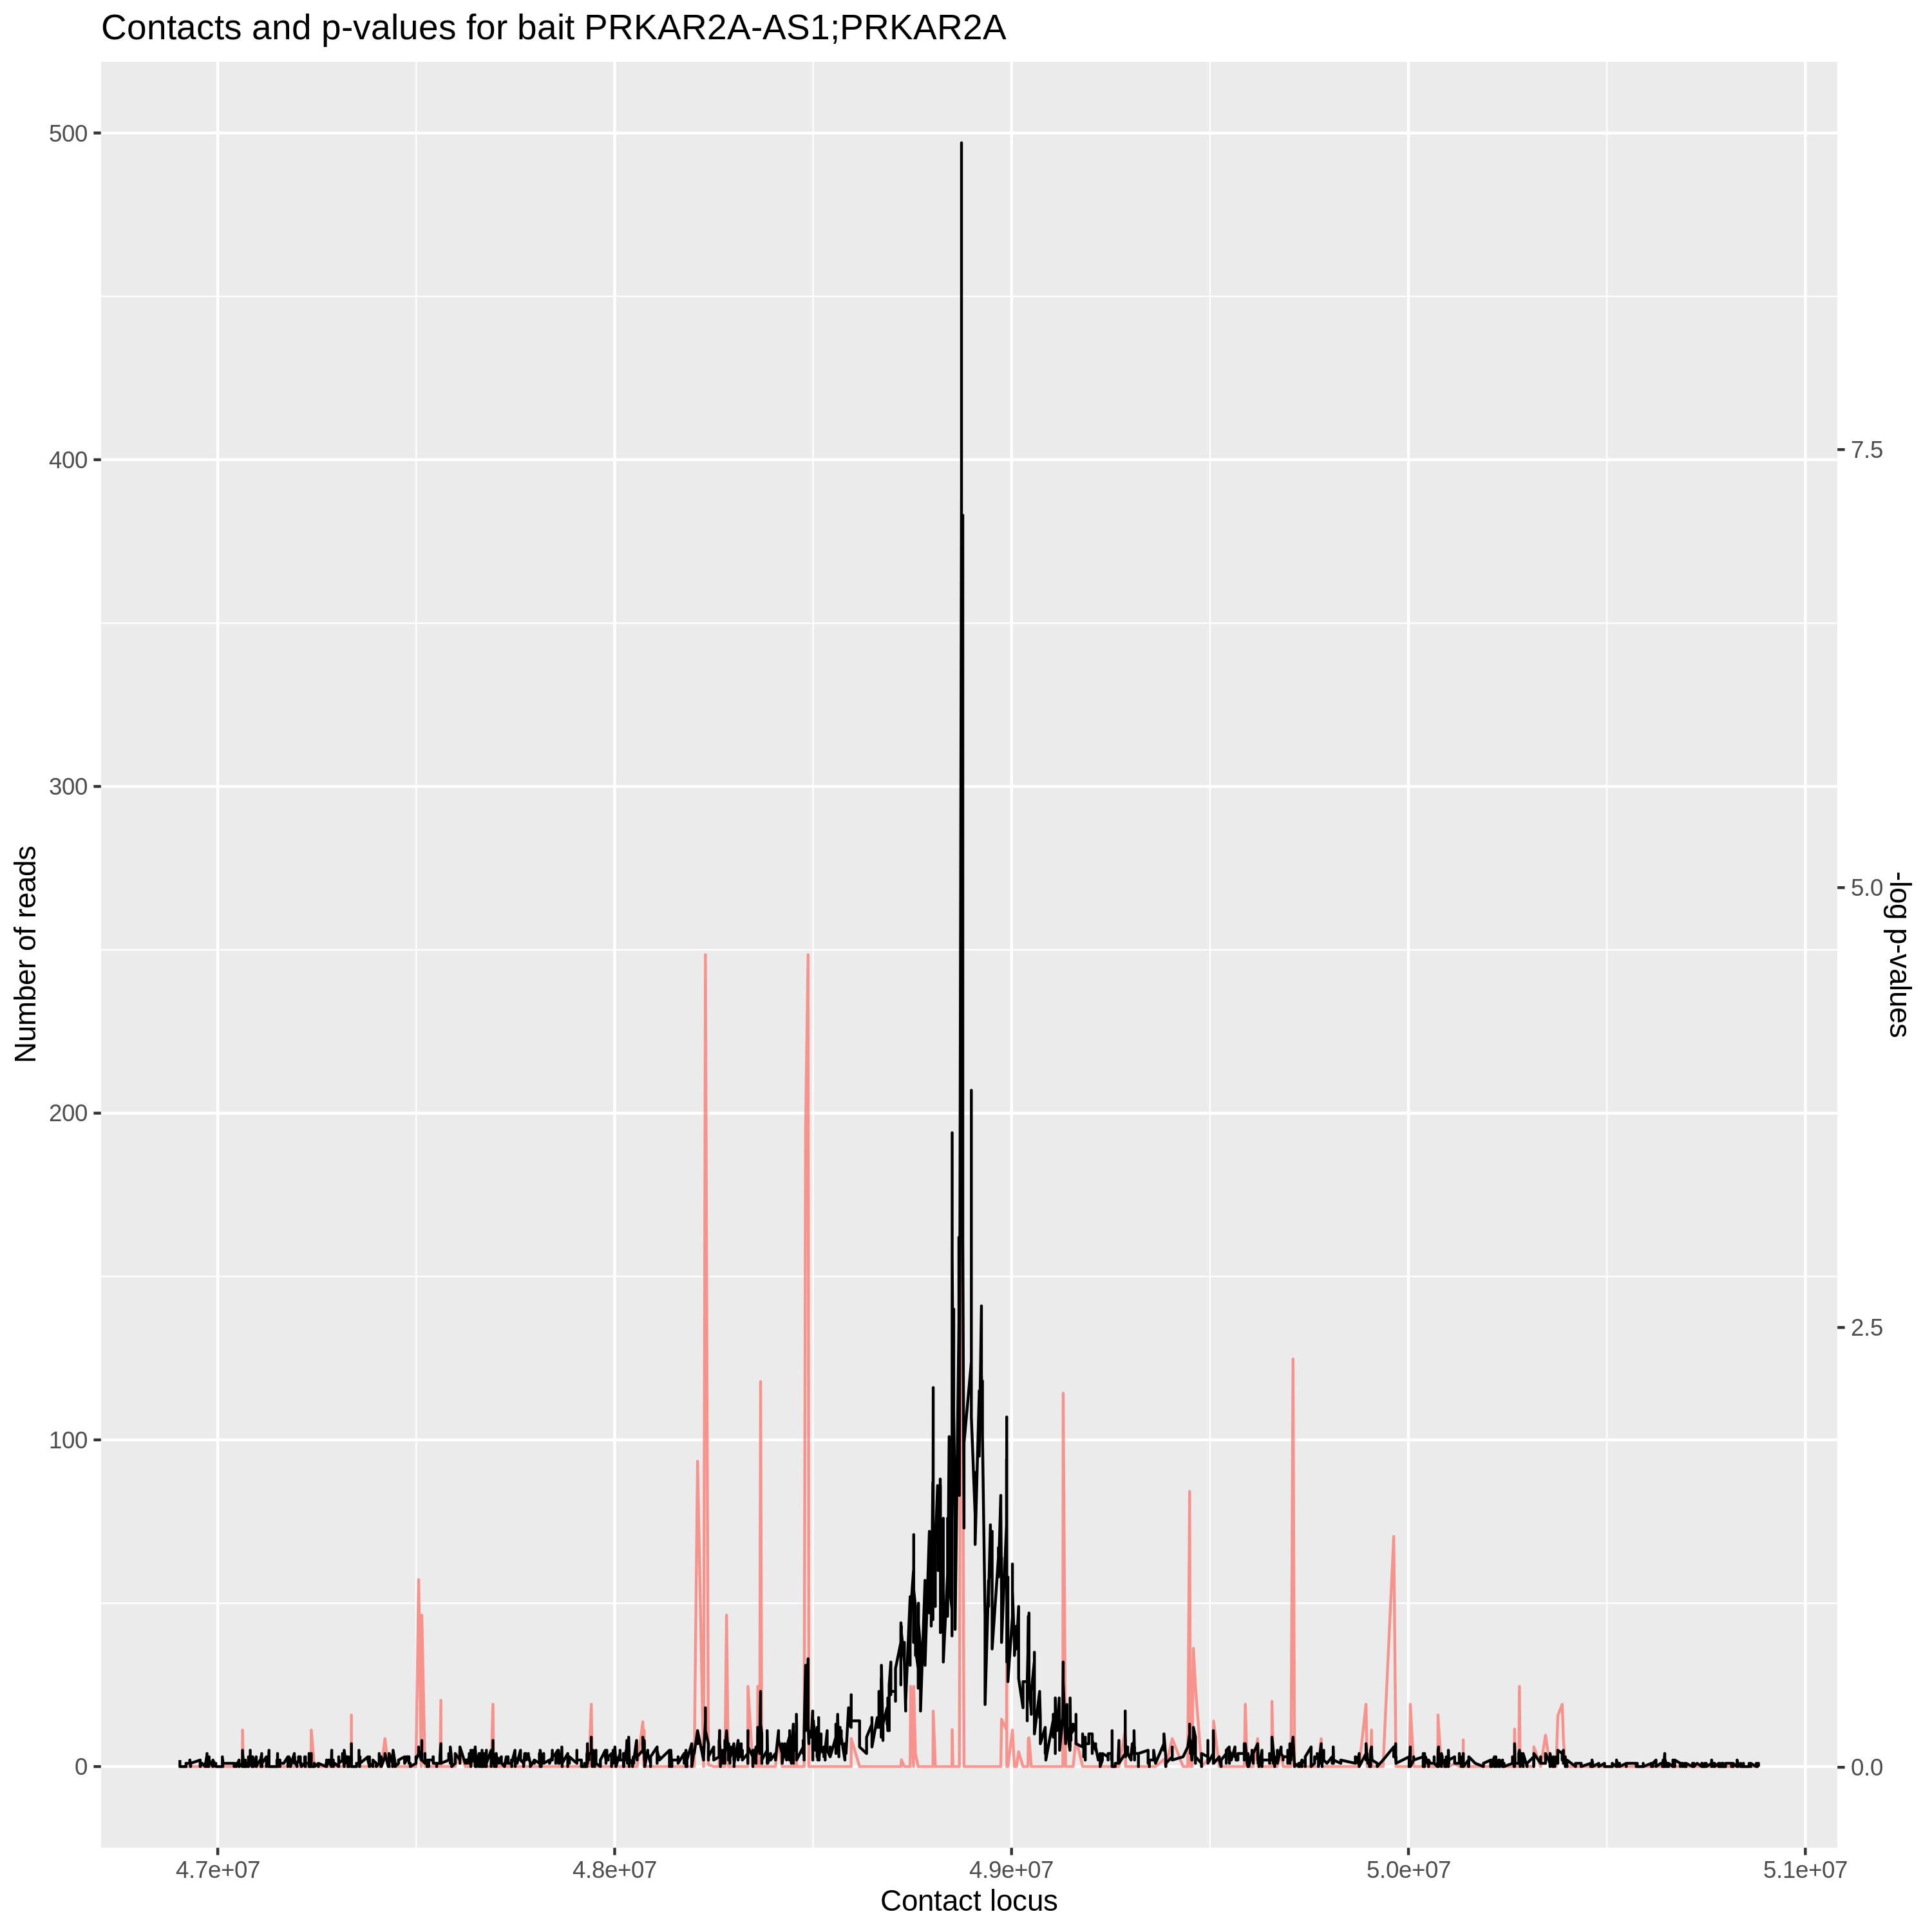 Contacts and p-values for bait PRKAR2A-AS1;PRKAR2A
500
400
300
200
100
0
Number of reads
7.5
5.0
2.5
0.0
-log p-values
4.7e+07 4.8e+07 4.9e+07 5.0e+07 5.1e+07
Contact locus